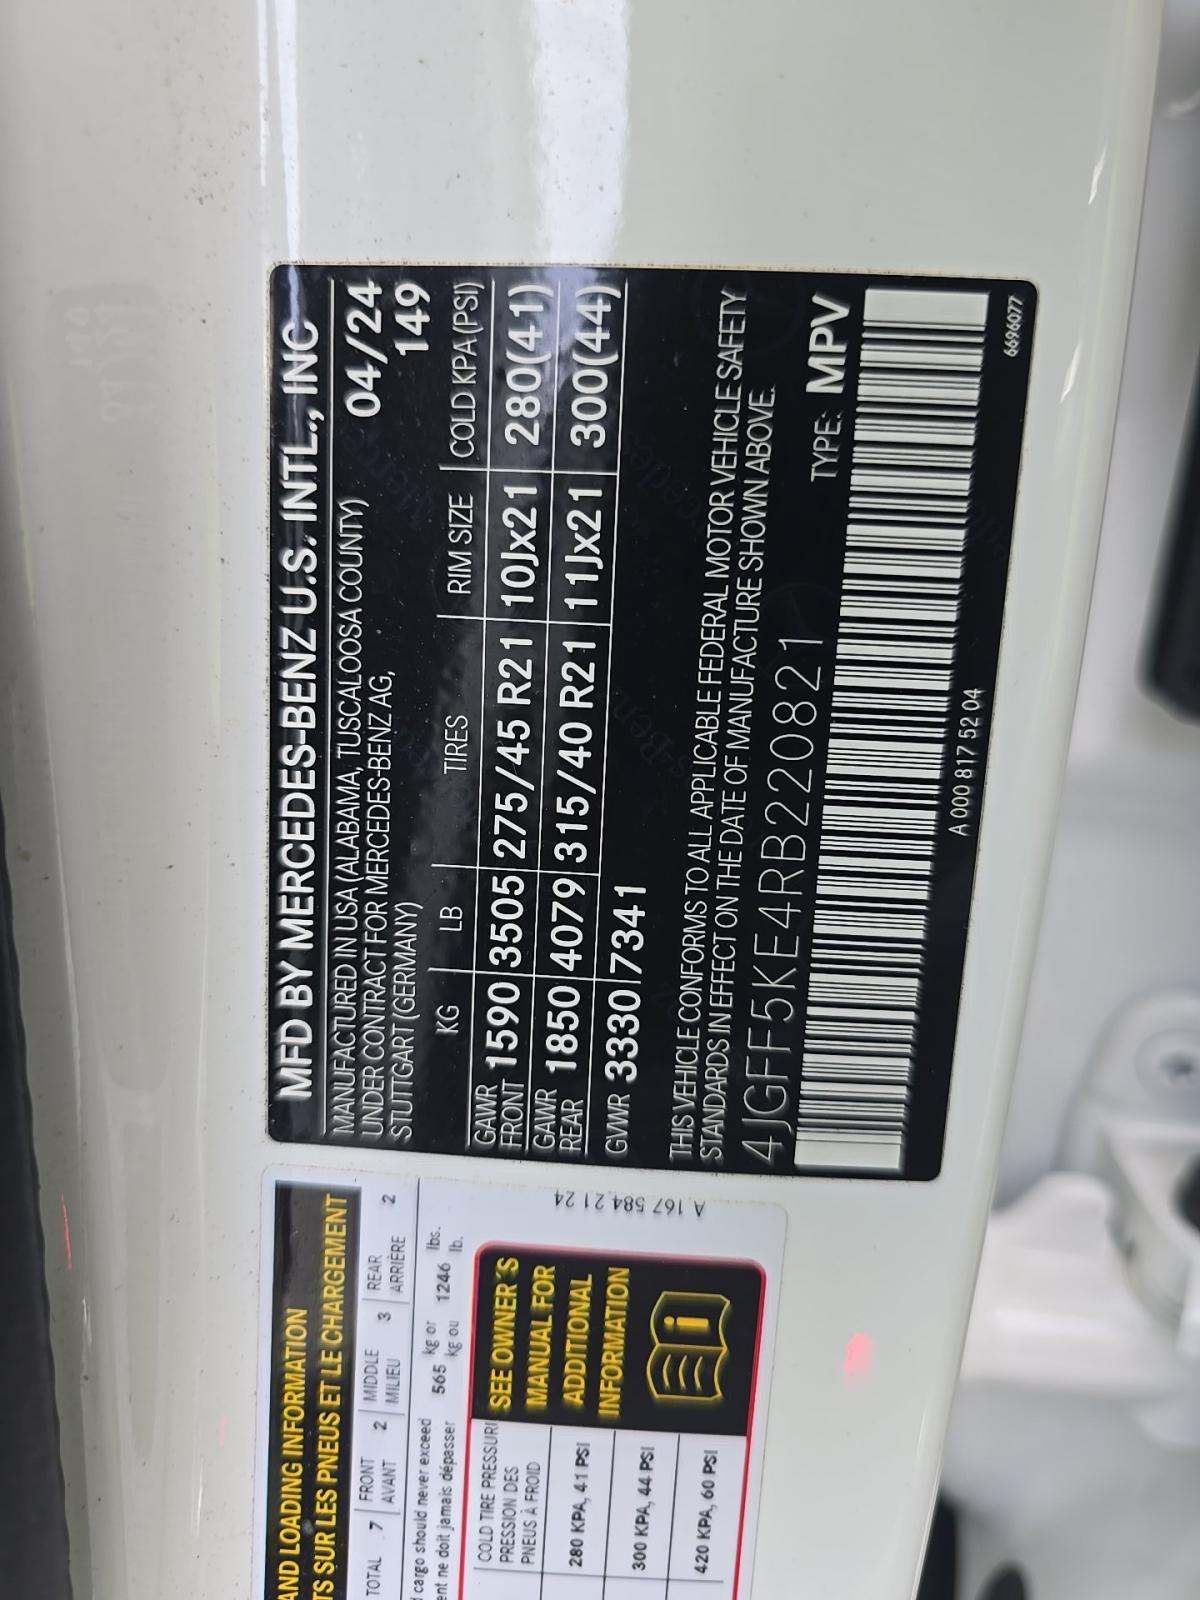 MFD BY MERCEDES-BENZ U.S. INTL., INC
MANUFACTURED IN USA (ALABAMA, TUSCALOOSA COUNTY) 04/24
UNDER CONTRACT FOR MERCEDES-BENZ AG, 149
STUTTGART (GERMANY)
KG LB TIRES RIM SIZE COLD KPA(PSI)
GAWR FRONT 1590 3505 275/45 R21 10Jx21 280(41)
GAWR REAR 1850 4079 315/40 R21 11Jx21 300(44)
GWR 3330 7341
THIS VEHICLE CONFORMS TO ALL APPLICABLE FEDERAL MOTOR VEHICLE SAFETY
STANDARDS IN EFFECT ON THE DATE OF MANUFACTURE SHOWN ABOVE.
4JGFF5KE4RB220821 TYPE: MPV
A 000 817 52 04
6696077
AND LOADING INFORMATION
TS SUR LES PNEUS ET LE CHARGEMENT
TOTAL 7 FRONT 2 MIDDLE 3 REAR 2
AVANT MILIEU ARRIÈRE
cargo should never exceed 565 kg or 1246 lbs.
ent ne doit jamais dépasser kg ou lb.
COLD TIRE PRESSURE
PRESSION DES
PNEUS À FROID
280 KPA, 41 PSI
300 KPA, 44 PSI
420 KPA, 60 PSI
SEE OWNER'S
MANUAL FOR
ADDITIONAL
INFORMATION
A 167 584 21 24